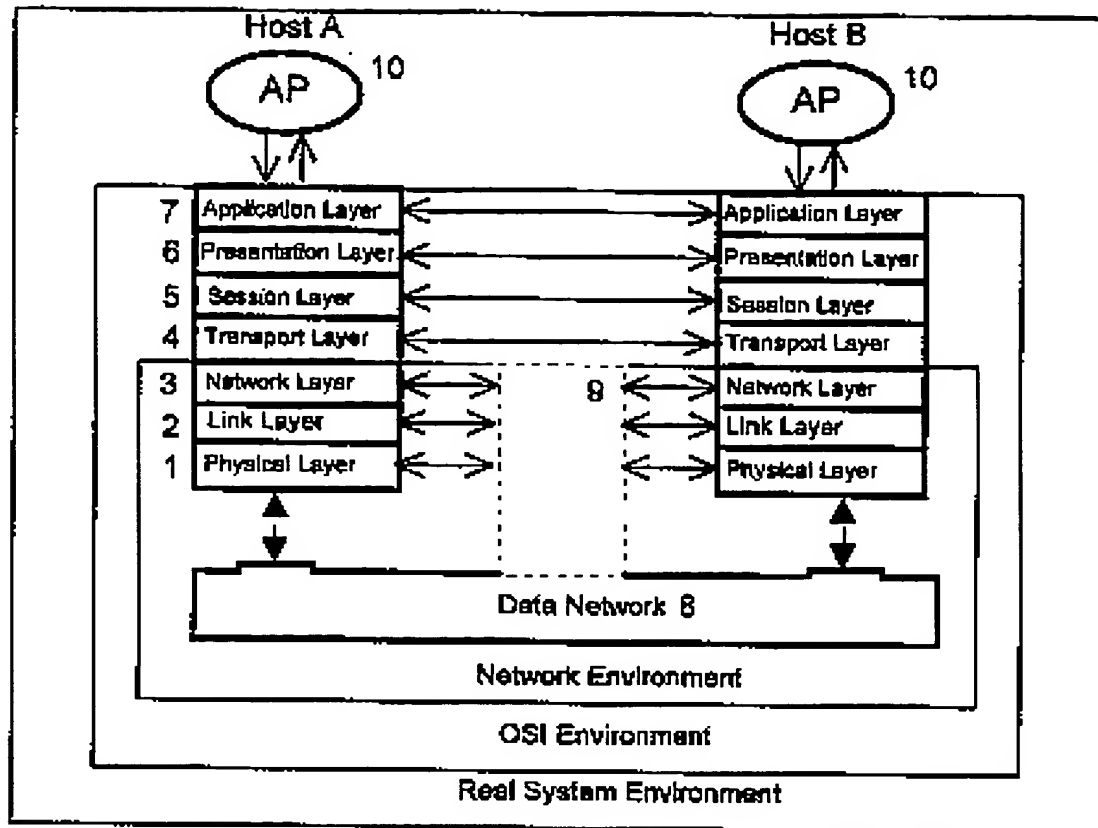 Host A
Host B
AP
10
AP
10
7
Application Layer
Application Layer
6
Presentation Layer
Presentation Layer
5
Session Layer
Session Layer
4
Transport Layer
Transport Layer
3
Network Layer
9
Network Layer
2
Link Layer
Link Layer
1
Physical Layer
Physical Layer
Data Network 8
Network Environment
OSI Environment
Real System Environment